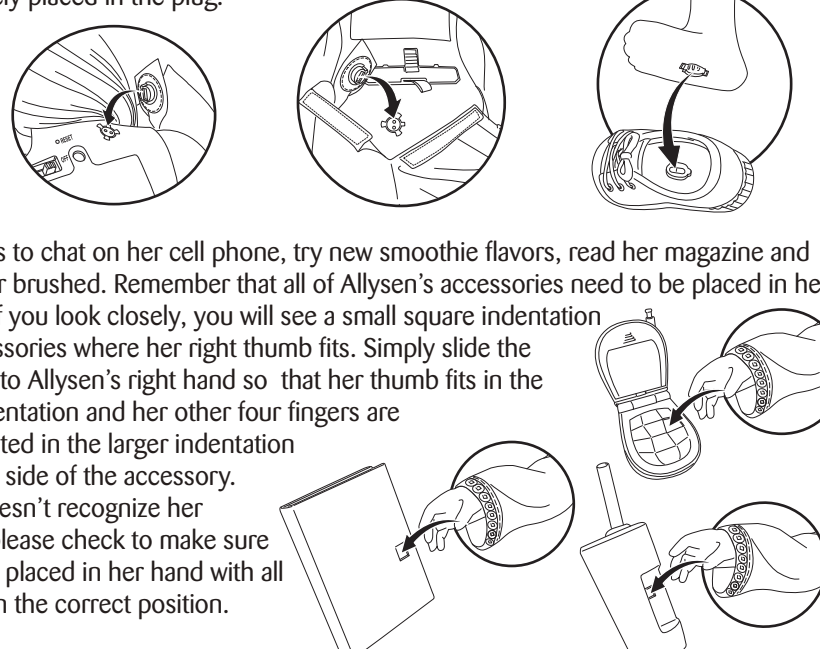 ely placed in the plug.
RESET
OFF
s to chat on her cell phone, try new smoothie flavors, read her magazine and
r brushed. Remember that all of Allysen’s accessories need to be placed in he
f you look closely, you will see a small square indentation
ssories where her right thumb fits. Simply slide the
to Allysen’s right hand so that her thumb fits in the
entation and her other four fingers are
ted in the larger indentation
side of the accessory.
esn’t recognize her
please check to make sure
placed in her hand with all
n the correct position.